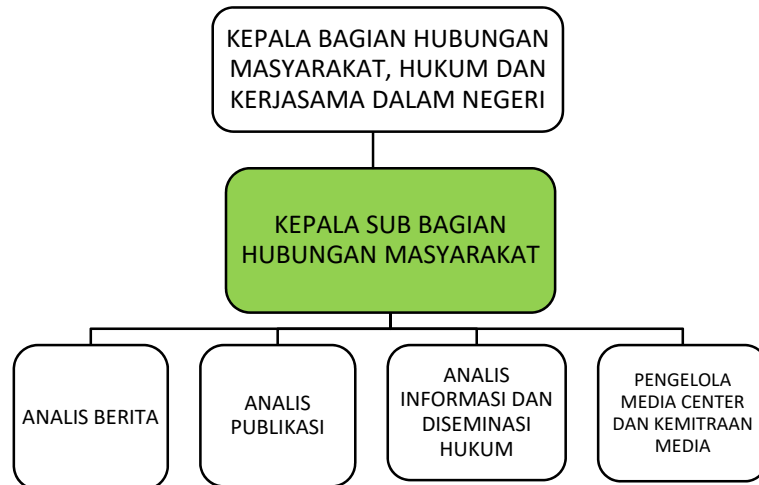 KEPALA BAGIAN HUBUNGAN
MASYARAKAT, HUKUM DAN
KERJASAMA DALAM NEGERI
KEPALA SUB BAGIAN
HUBUNGAN MASYARAKAT
ANALIS BERITA
ANALIS
PUBLIKASI
ANALIS
INFORMASI DAN
DISEMINASI
HUKUM
PENGELOLA
MEDIA CENTER
DAN KEMITRAAN
MEDIA